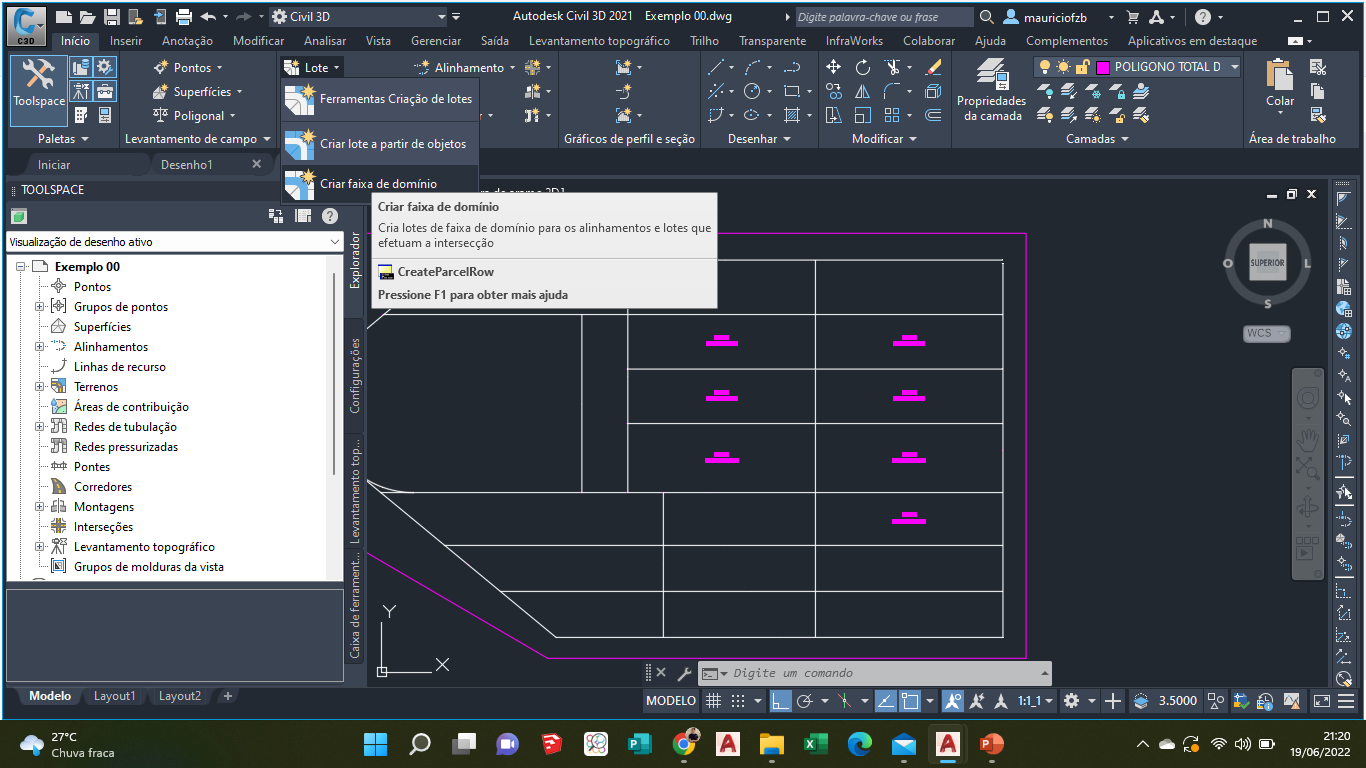 C3D
Civil 3D
Autodesk Civil 3D 2021 Exemplo 00.dwg
Digite palavra-chave ou frase
mauriciofzb
Início Inserir Anotação Modificar Analisar Vista Gerenciar Saída Levantamento topográfico Trilho Transparente InfraWorks Colaborar Ajuda Complementos Aplicativos em destaque
Toolspace
Pontos
Superfícies
Poligonal
Lote
Alinhamento
Propriedades
da camada
POLIGONO TOTAL D
Colar
Paletas
Levantamento de campo
Gráficos de perfil e seção
Desenhar
Modificar
Camadas
Área de trabalho
Ferramentas Criação de lotes
Criar lote a partir de objetos
Criar faixa de domínio
Iniciar
Desenho1
Criar faixa de domínio
Cria lotes de faixa de domínio para os alinhamentos e lotes que
efetuam a intersecção
CreateParcelRow
Pressione F1 para obter mais ajuda
TOOLSPACE
Visualização de desenho ativo
Exemplo 00
Pontos
Grupos de pontos
Superfícies
Alinhamentos
Linhas de recurso
Terrenos
Áreas de contribuição
Redes de tubulação
Redes pressurizadas
Pontes
Corredores
Montagens
Interseções
Levantamento topográfico
Grupos de molduras da vista
Explorador
Configurações
Levantamento top...
Caixa de ferrament...
N
O
SUPERIOR
L
S
WCS
Y
X
Digite um comando
Modelo Layout1 Layout2 +
MODELO
1:1_1
3.5000
27°C
Chuva fraca
21:20
19/06/2022